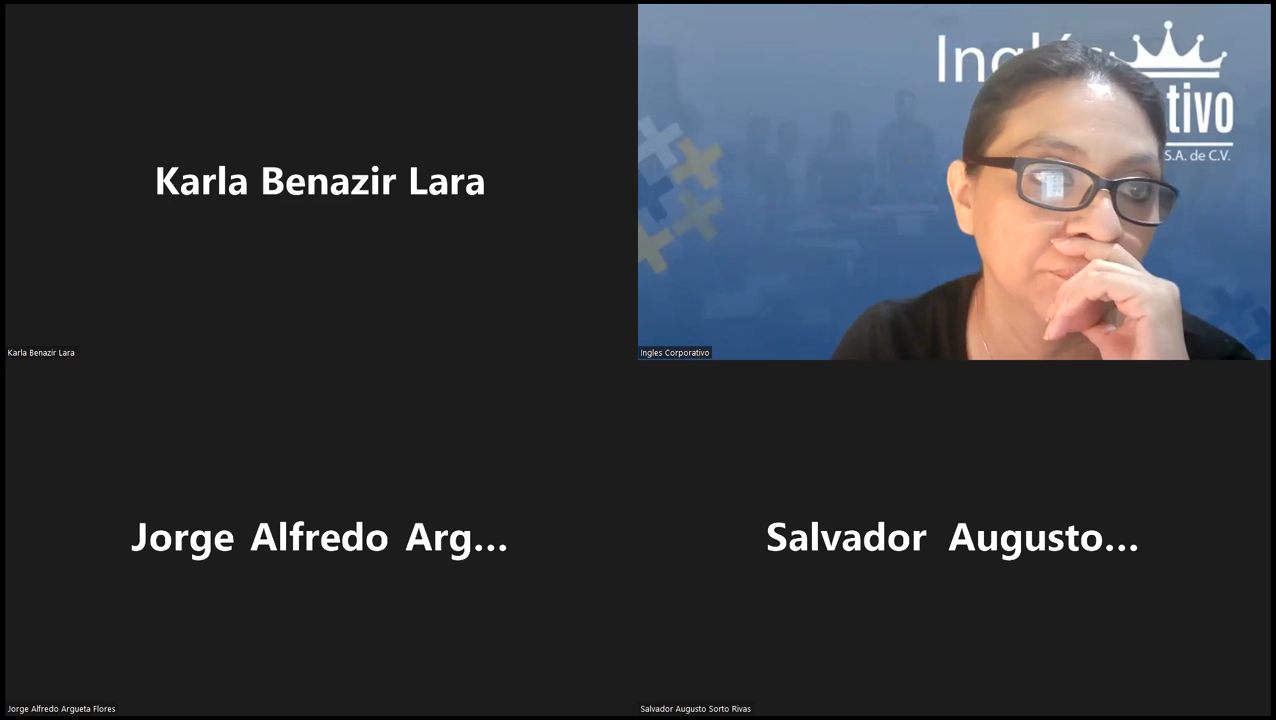 Karla Benazir Lara
Karla Benazir Lara
Inglés
tivo
S.A. de C.V.
Ingles Corporativo
Jorge Alfredo Arg...
Jorge Alfredo Argueta Flores
Salvador Augusto...
Salvador Augusto Sorto Rivas